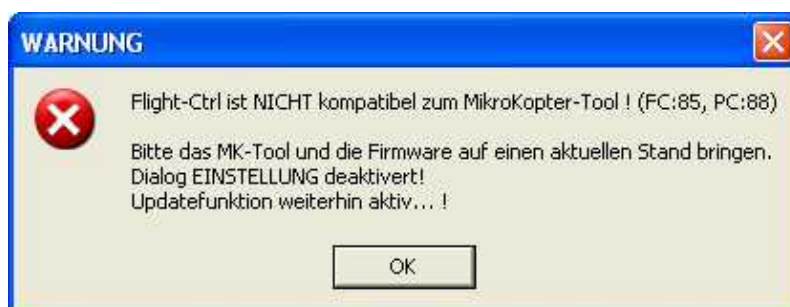 WARNUNG
Flight-Ctrl ist NICHT kompatibel zum MikroKopter-Tool ! (FC:85, PC:88)
Bitte das MK-Tool und die Firmware auf einen aktuellen Stand bringen.
Dialog EINSTELLUNG deaktivert!
Updatefunktion weiterhin aktiv... !
OK